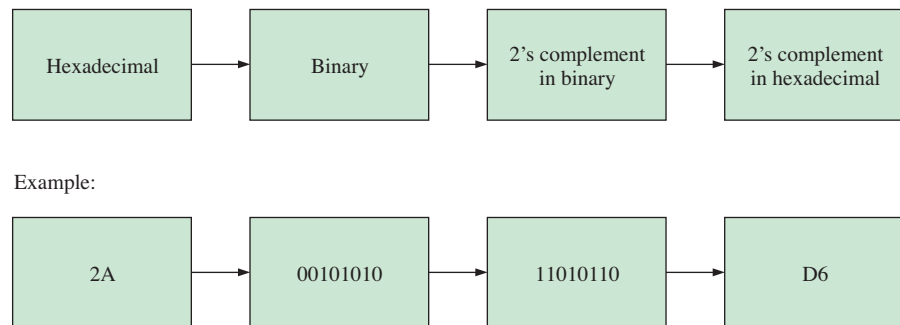 Hexadecimal
Binary
2’s complement
in binary
2’s complement
in hexadecimal
Example:
2A
00101010
11010110
D6